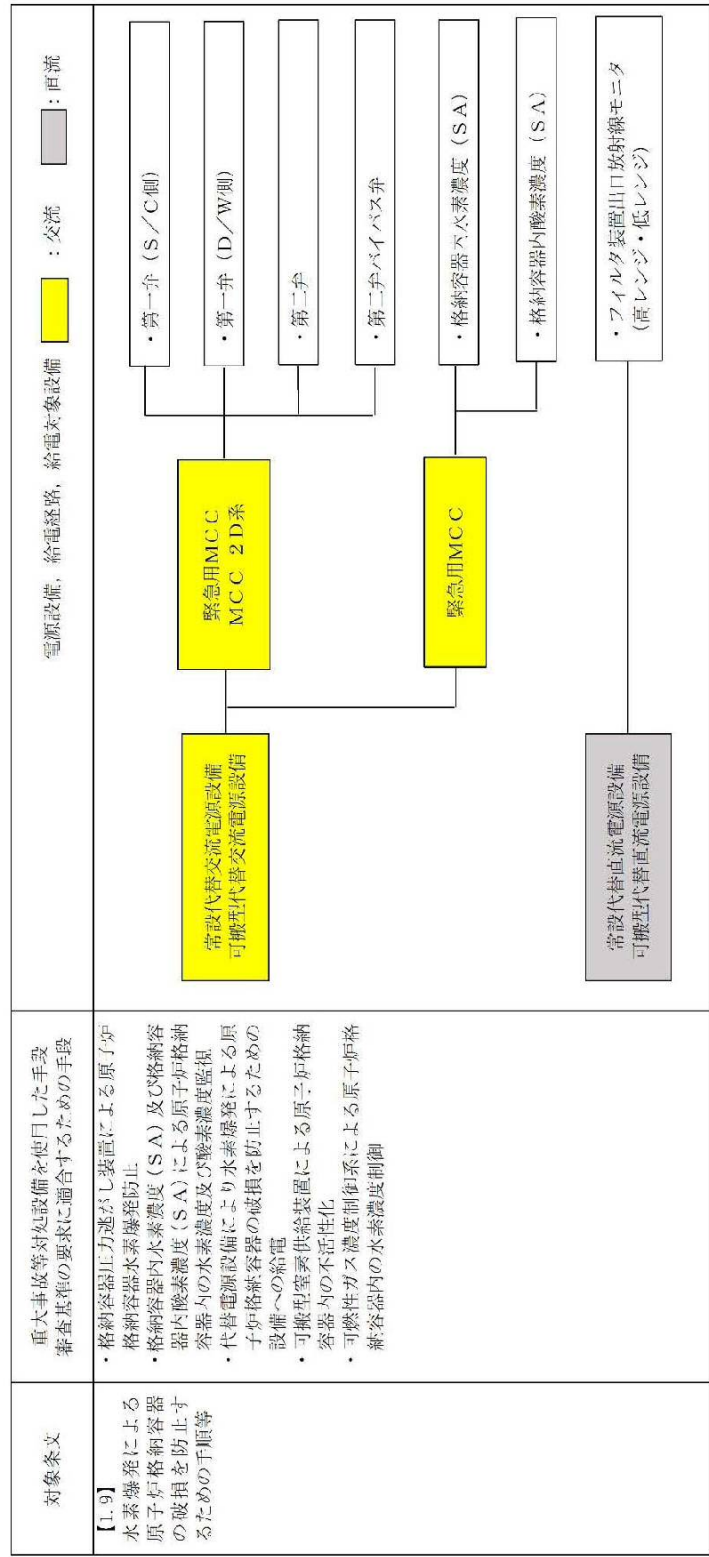 対象条文
重大事故等対処設備を使用した手段
審査基準の要求に適合するための手段
電源設備，給電経路，給電対象設備
：交流
：直流
【1.9】
水素爆発による
原子炉格納容器
の破損を防止す
るための手順等
・格納容器圧力逃がし装置による原子炉
格納容器水素爆発防止
・格納容器内水素濃度（ＳＡ）及び格納容
器内酸素濃度（ＳＡ）による原子炉格納
容器内の水素濃度及び酸素濃度監視
・代替電源設備により水素爆発による原
子炉格納容器の破損を防止するための
設備への給電
・可搬型窒素供給装置による原子炉格納
容器内の不活性化
・可燃性ガス濃度制御系による原子炉格
納容器内の水素濃度制御
常設代替交流電源設備
可搬型代替交流電源設備
緊急用ＭＣＣ
ＭＣＣ ２Ｄ系
・第一弁（Ｓ／Ｃ側）
・第一弁（Ｄ／Ｗ側）
・第二弁
・第二弁バイパス弁
緊急用ＭＣＣ
・格納容器内水素濃度（ＳＡ）
・格納容器内酸素濃度（ＳＡ）
常設代替直流電源設備
可搬型代替直流電源設備
・フィルタ装置出口放射線モニタ
（高レンジ・低レンジ）